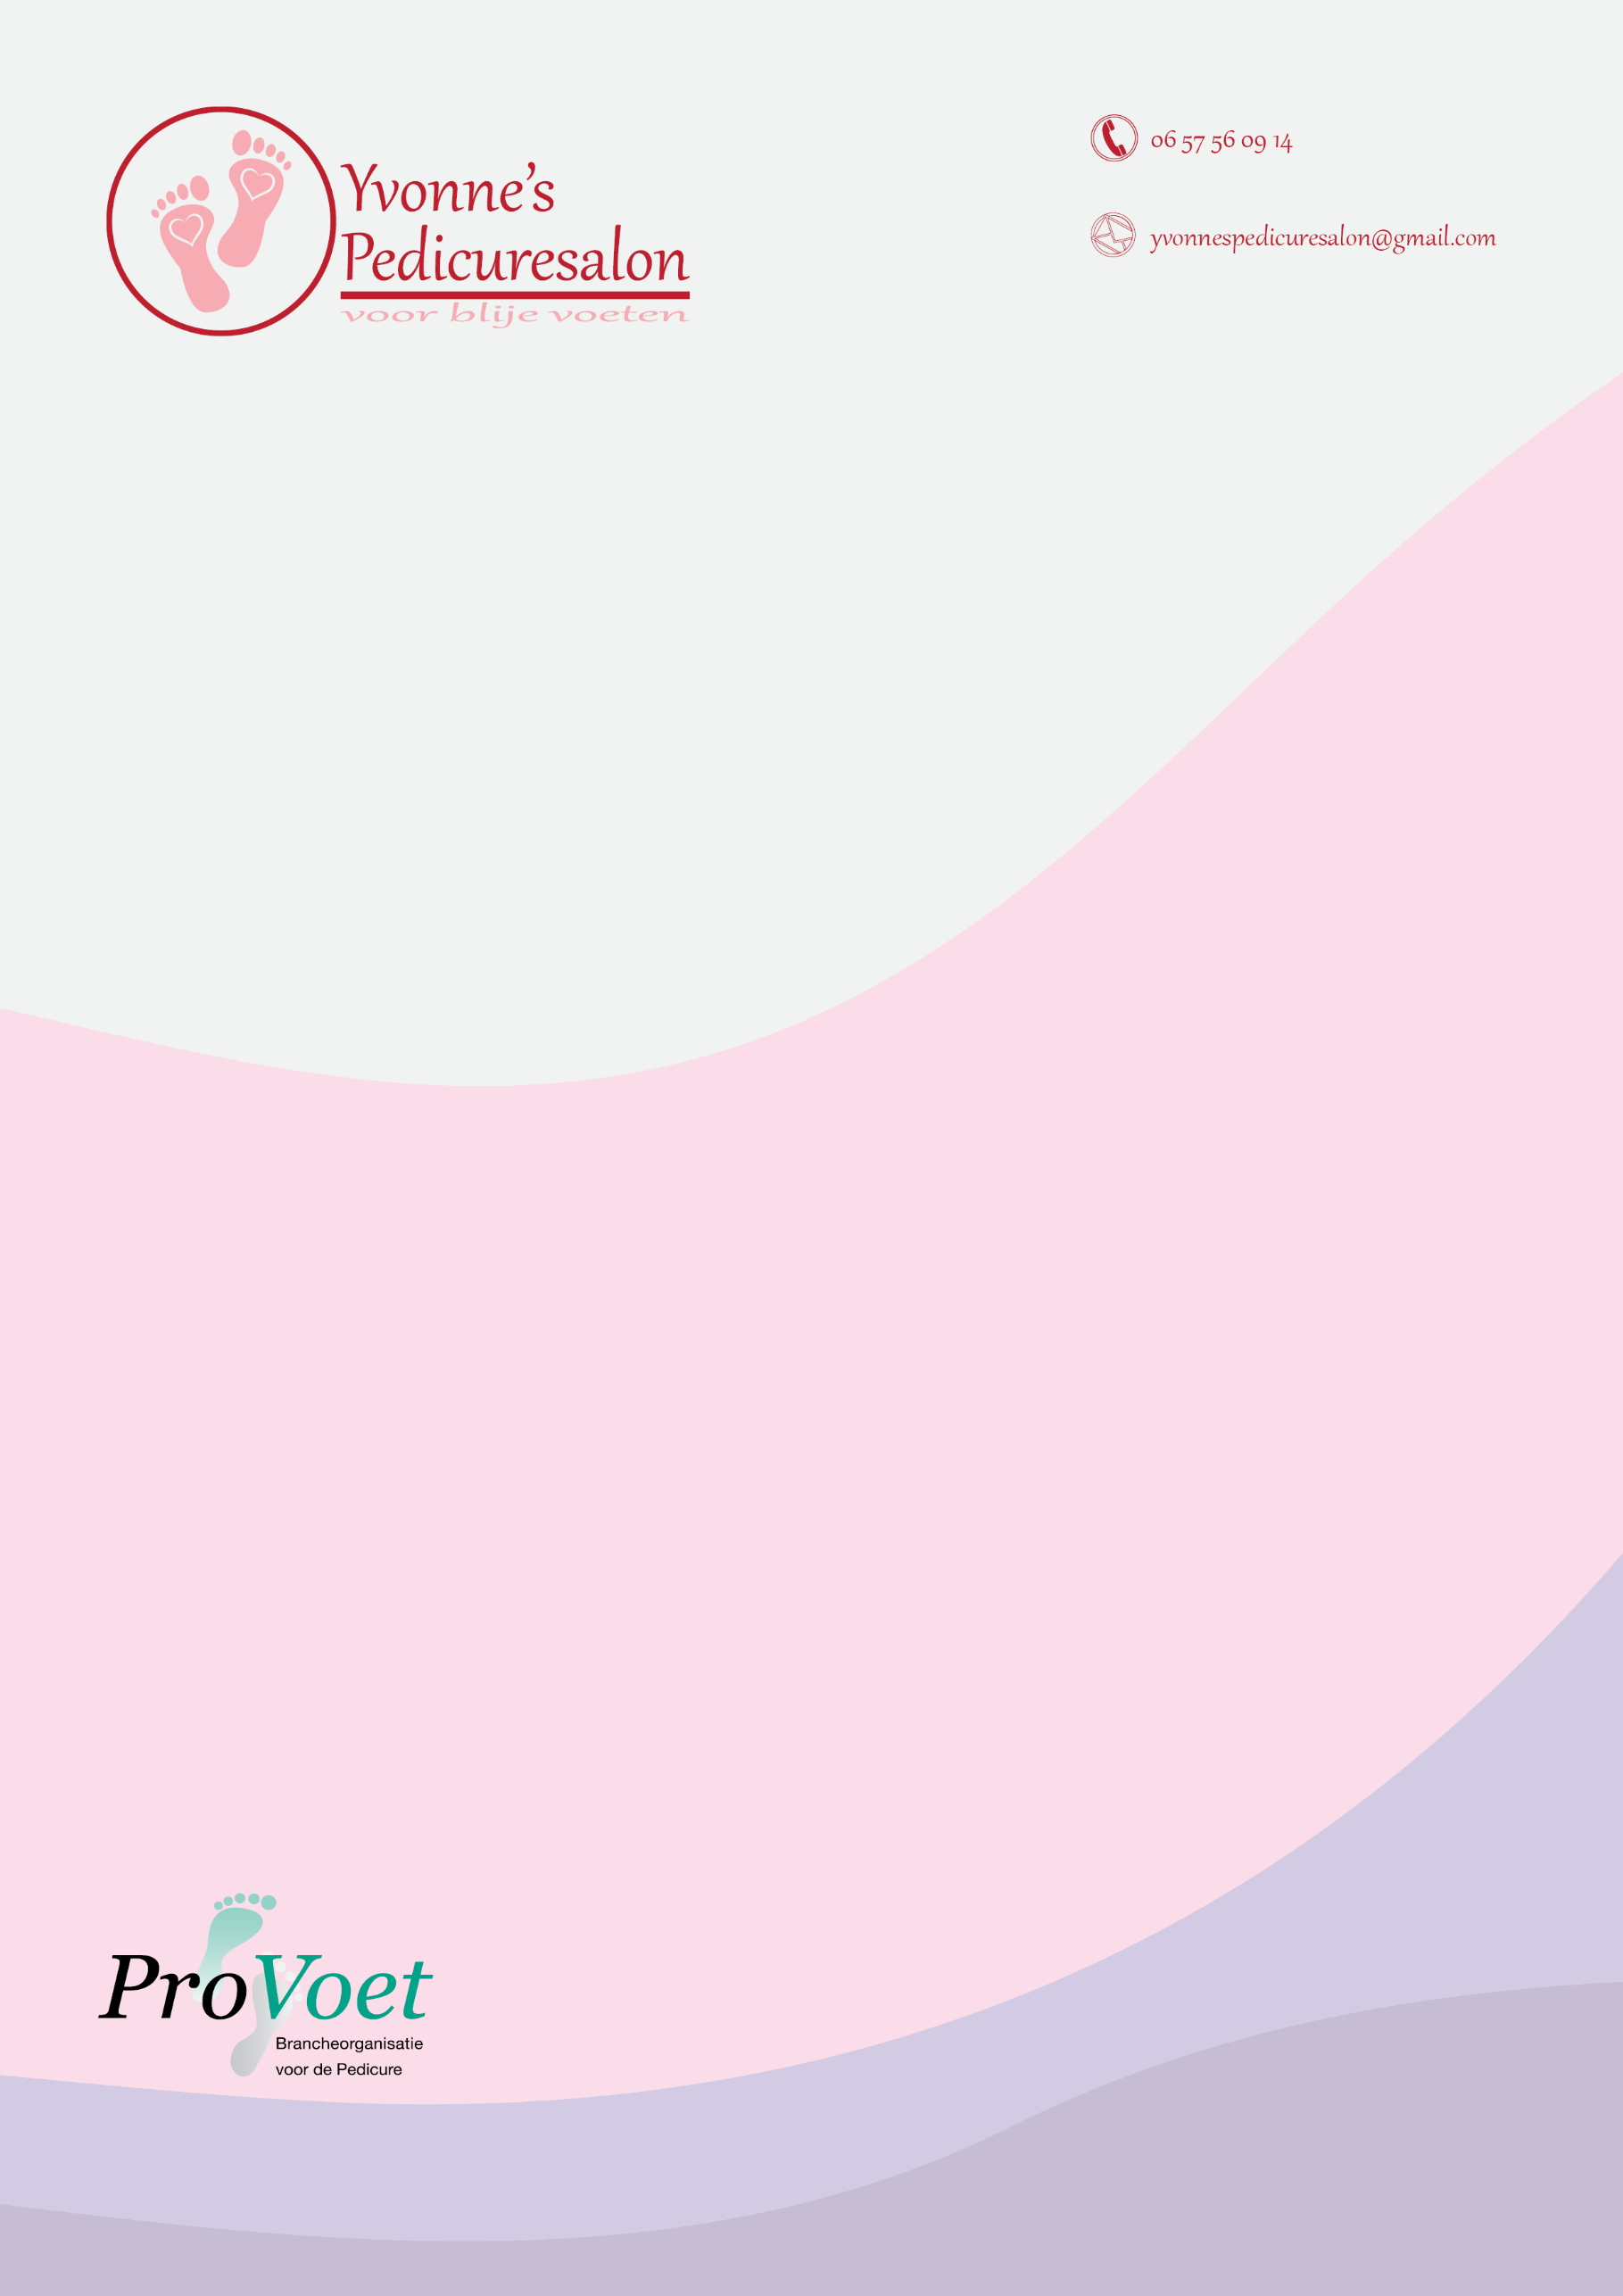 Yvonne's
Pedicuresalon
voor blije voeten
06 57 56 09 14
yvonnespedicuresalon@gmail.com
ProVoet
Brancheorganisatie
voor de Pedicure